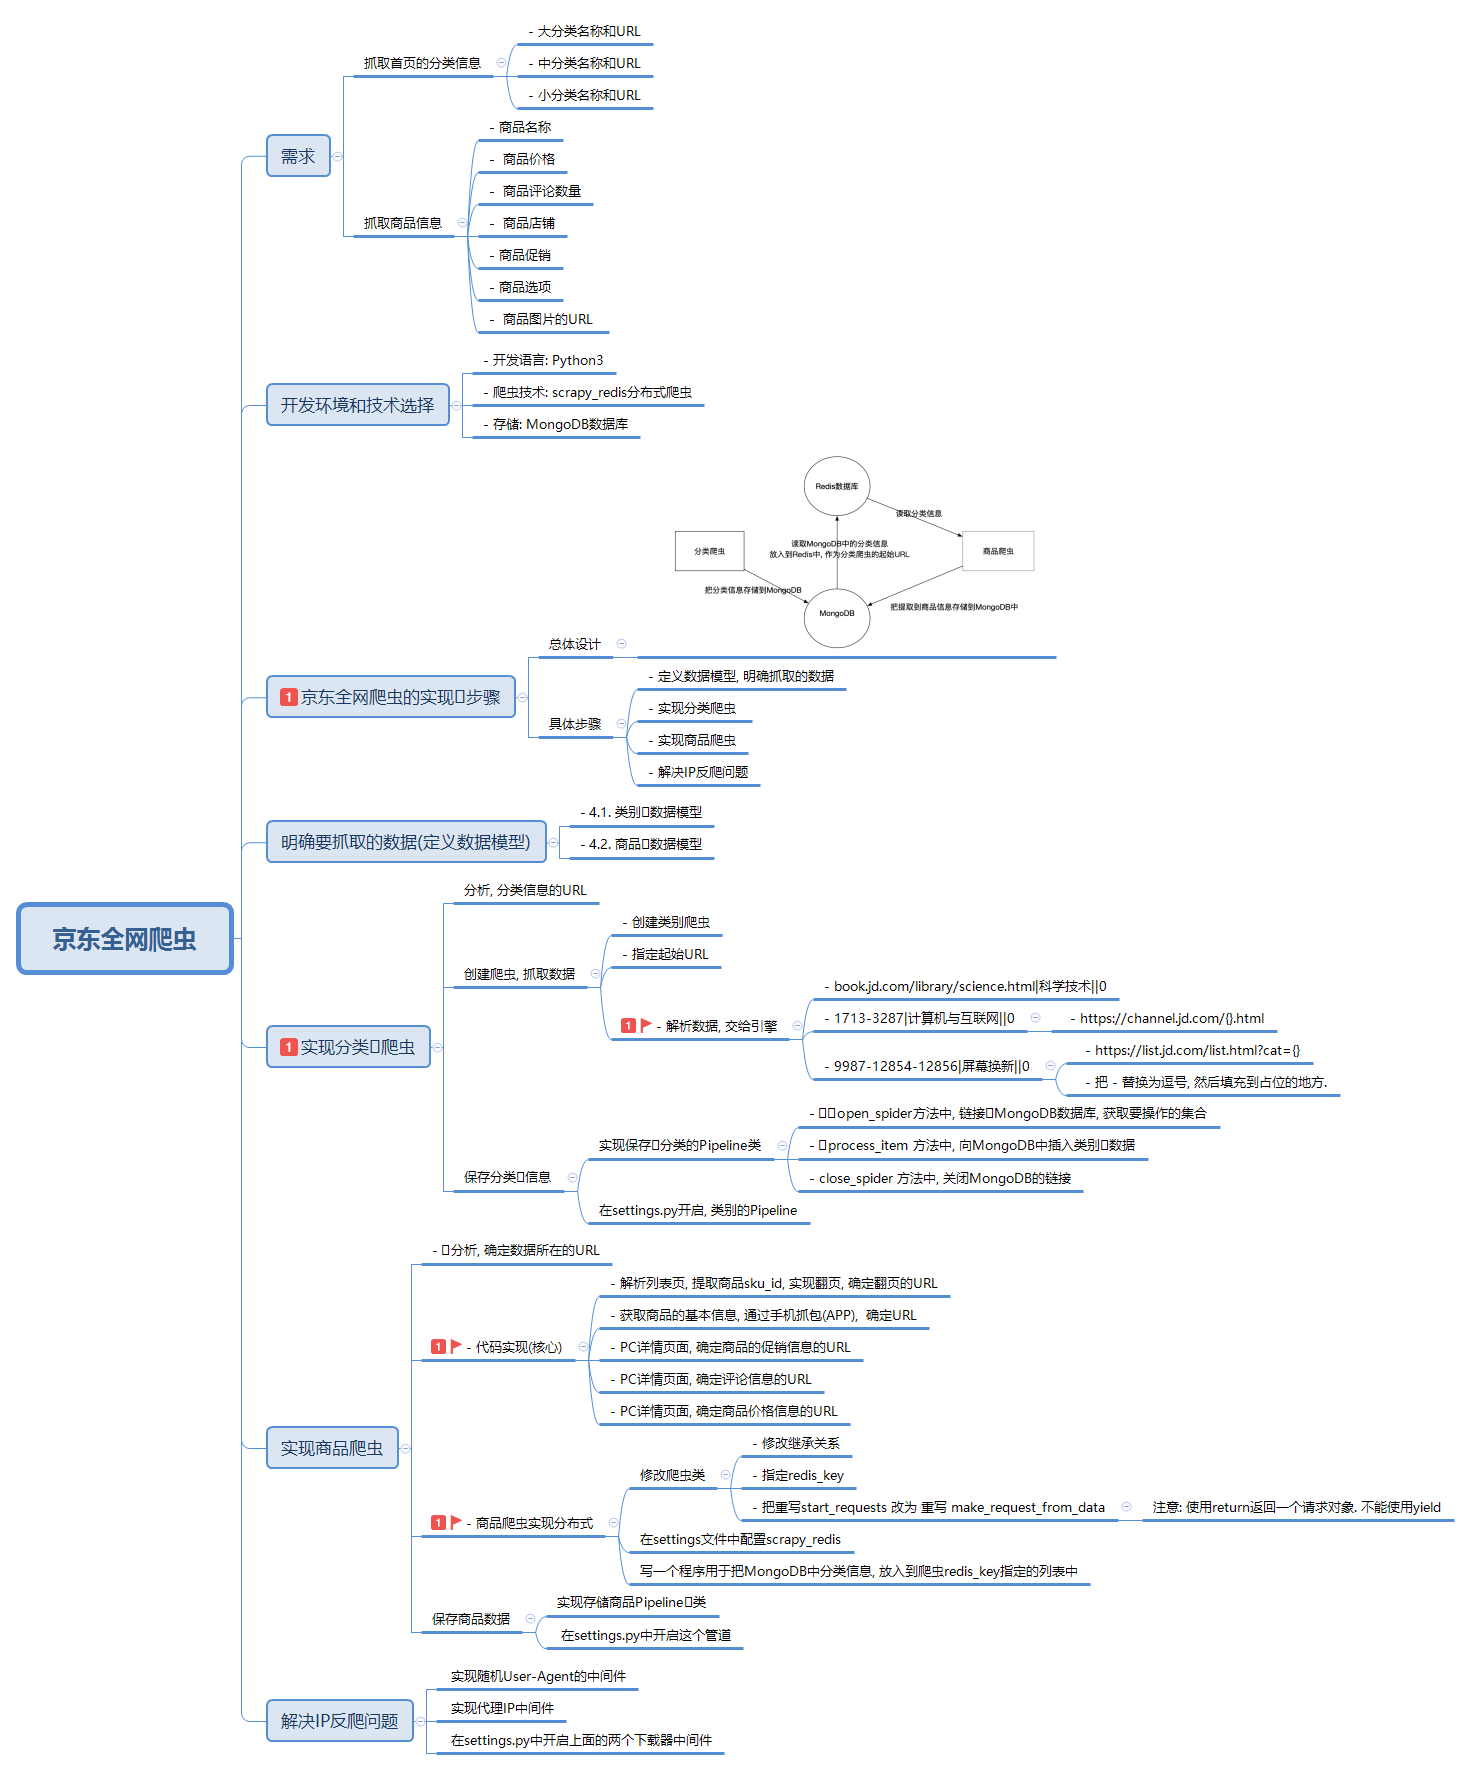 京东全网爬虫
需求
抓取首页的分类信息
- 大分类名称和URL
- 中分类名称和URL
- 小分类名称和URL
抓取商品信息
- 商品名称
- 商品价格
- 商品评论数量
- 商品店铺
- 商品促销
- 商品选项
- 商品图片的URL
开发环境和技术选择
- 开发语言: Python3
- 爬虫技术: scrapy_redis分布式爬虫
- 存储: MongoDB数据库
1 京东全网爬虫的实现▯步骤
总体设计
Redis数据库
读取分类信息
分类爬虫
读取MongoDB中的分类信息
放入到Redis中, 作为分类爬虫的起始URL
商品爬虫
把分类信息存储到MongoDB
MongoDB
把提取到商品信息存储到MongoDB中
具体步骤
- 定义数据模型, 明确抓取的数据
- 实现分类爬虫
- 实现商品爬虫
- 解决IP反爬问题
明确要抓取的数据(定义数据模型)
- 4.1. 类别▯数据模型
- 4.2. 商品▯数据模型
1 实现分类▯爬虫
分析, 分类信息的URL
创建爬虫, 抓取数据
- 创建类别爬虫
- 指定起始URL
1 - 解析数据, 交给引擎
- book.jd.com/library/science.html|科学技术||0
- 1713-3287|计算机与互联网||0
- https://channel.jd.com/{}.html
- 9987-12854-12856|屏幕换新||0
- https://list.jd.com/list.html?cat={}
- 把 - 替换为逗号, 然后填充到占位的地方.
保存分类▯信息
实现保存▯分类的Pipeline类
- ▯▯open_spider方法中, 链接▯MongoDB数据库, 获取要操作的集合
- ▯process_item 方法中, 向MongoDB中插入类别▯数据
- close_spider 方法中, 关闭MongoDB的链接
在settings.py开启, 类别的Pipeline
实现商品爬虫
- ▯分析, 确定数据所在的URL
1 - 代码实现(核心)
- 解析列表页, 提取商品sku_id, 实现翻页, 确定翻页的URL
- 获取商品的基本信息, 通过手机抓包(APP), 确定URL
- PC详情页面, 确定商品的促销信息的URL
- PC详情页面, 确定评论信息的URL
- PC详情页面, 确定商品价格信息的URL
1 - 商品爬虫实现分布式
修改爬虫类
- 修改继承关系
- 指定redis_key
- 把重写start_requests 改为 重写 make_request_from_data
注意: 使用return返回一个请求对象. 不能使用yield
在settings文件中配置scrapy_redis
写一个程序用于把MongoDB中分类信息, 放入到爬虫redis_key指定的列表中
保存商品数据
实现存储商品Pipeline▯类
在settings.py中开启这个管道
解决IP反爬问题
实现随机User-Agent的中间件
实现代理IP中间件
在settings.py中开启上面的两个下载器中间件